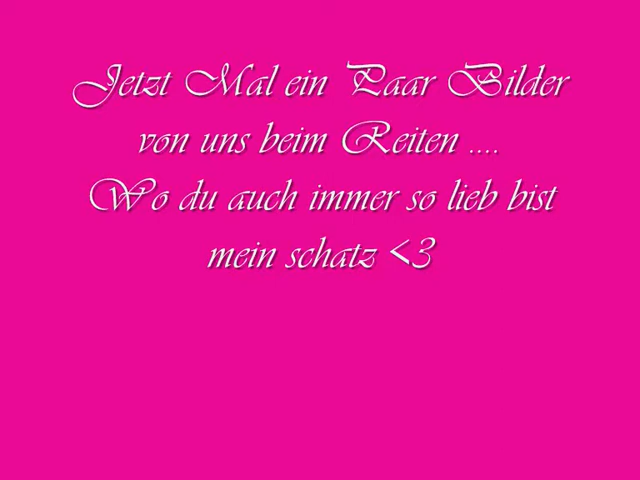 Jetzt Mal ein Paar Bilder
von uns beim Reiten ....
Wo du auch immer so lieb bist
mein schatz <3